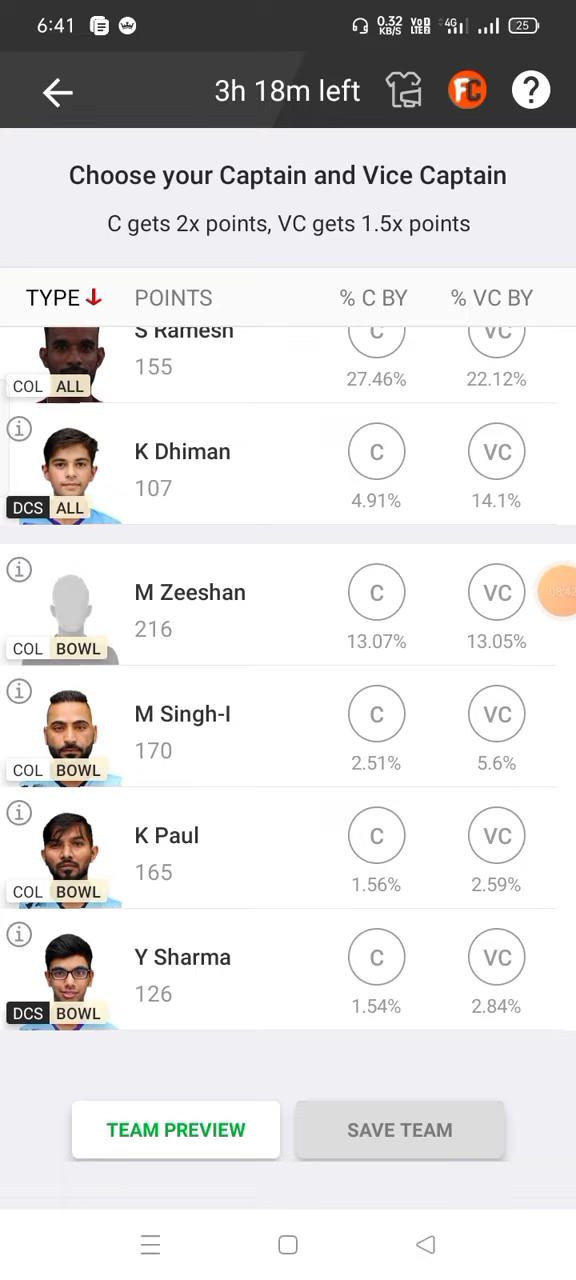 6:41
0.32 KB/S
VoD LTE2
4G
25
3h 18m left
FC
?
Choose your Captain and Vice Captain
C gets 2x points, VC gets 1.5x points
TYPE POINTS % C BY % VC BY
S Ramesh C VC
155 27.46% 22.12%
COL ALL
K Dhiman C VC
107 4.91% 14.1%
DCS ALL
M Zeeshan C VC
216 13.07% 13.05%
COL BOWL
M Singh-I C VC
170 2.51% 5.6%
COL BOWL
K Paul C VC
165 1.56% 2.59%
COL BOWL
Y Sharma C VC
126 1.54% 2.84%
DCS BOWL
TEAM PREVIEW SAVE TEAM